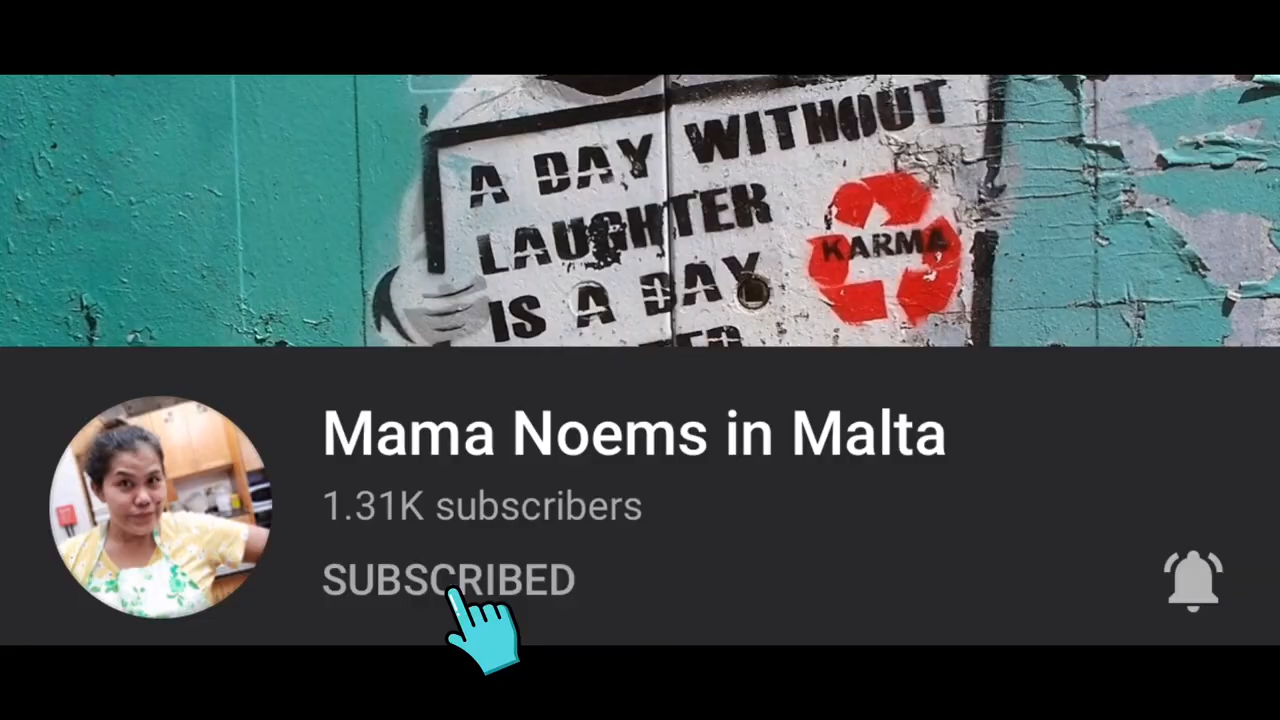 A DAY WITHOUT
LAUGHTER
IS A DAY
KARMA
Mama Noems in Malta
1.31K subscribers
SUBSCRIBED